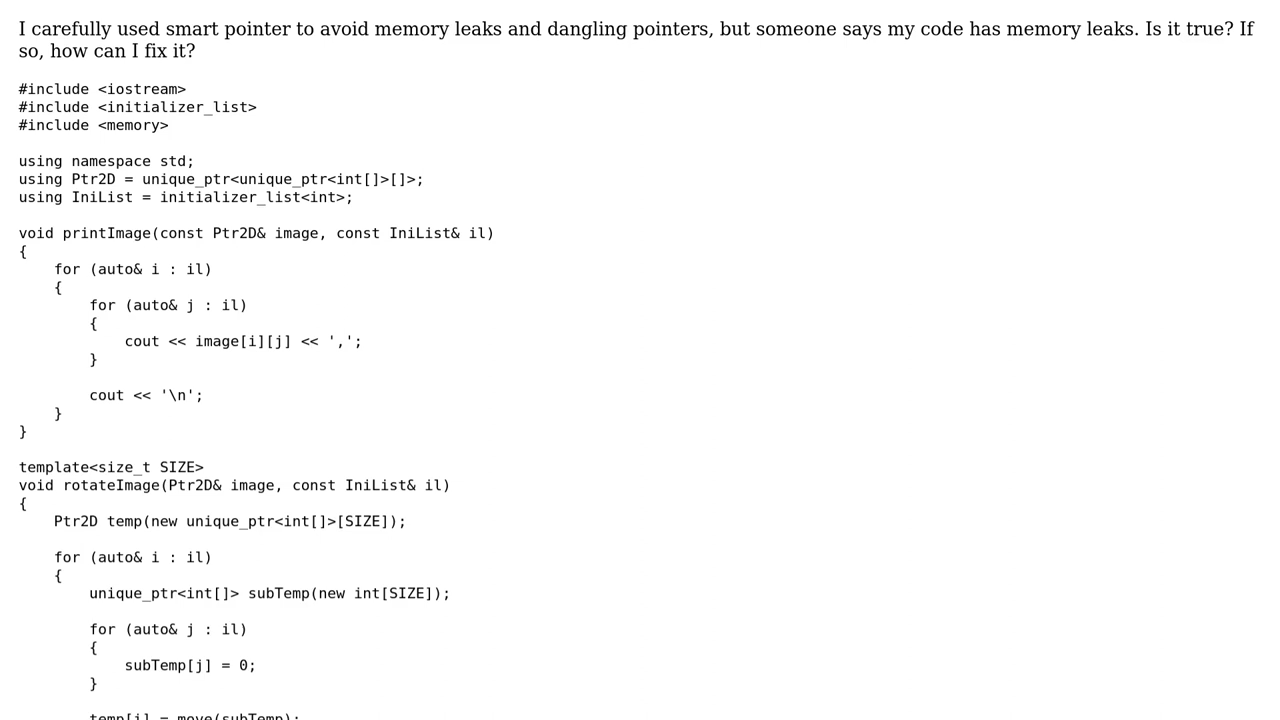 I carefully used smart pointer to avoid memory leaks and dangling pointers, but someone says my code has memory leaks. Is it true? If
so, how can I fix it?
#include <iostream>
#include <initializer_list>
#include <memory>
using namespace std;
using Ptr2D = unique_ptr<unique_ptr<int[]>[]>;
using IniList = initializer_list<int>;
void printImage(const Ptr2D& image, const IniList& il)
{
    for (auto& i : il)
    {
        for (auto& j : il)
        {
            cout << image[i][j] << ',';
        }
        cout << '\n';
    }
}
template<size_t SIZE>
void rotateImage(Ptr2D& image, const IniList& il)
{
    Ptr2D temp(new unique_ptr<int[]>[SIZE]);
    for (auto& i : il)
    {
        unique_ptr<int[]> subTemp(new int[SIZE]);
        for (auto& j : il)
        {
            subTemp[j] = 0;
        }
        temp[i] = move(subTemp);